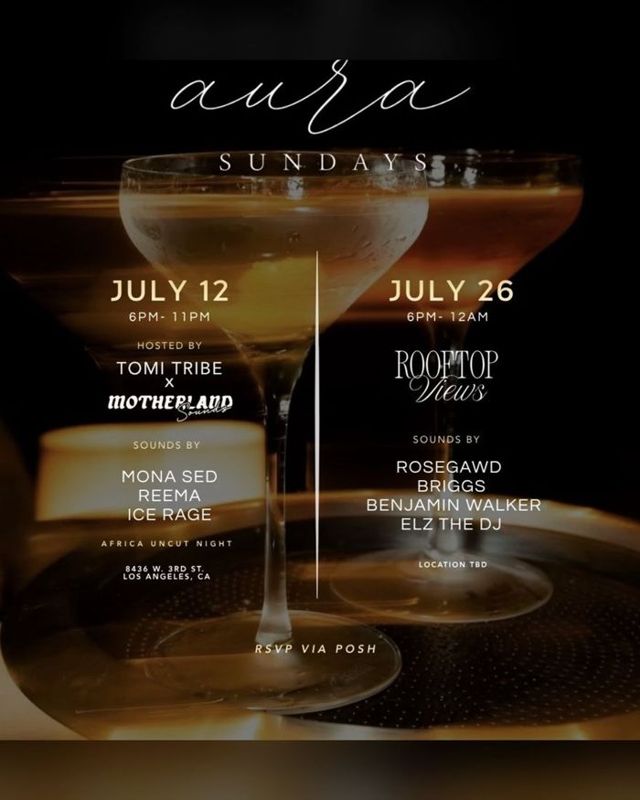 aura
SUNDAYS
JULY 12
6PM- 11PM
HOSTED BY
TOMI TRIBE
X
MOTHERLAND
Sounds
SOUNDS BY
MONA SED
REEMA
ICE RAGE
AFRICA UNCUT NIGHT
8436 W. 3RD ST.
LOS ANGELES, CA
JULY 26
6PM- 12AM
ROOFTOP
Views
SOUNDS BY
ROSEGAWD
BRIGGS
BENJAMIN WALKER
ELZ THE DJ
LOCATION TBD
RSVP VIA POSH